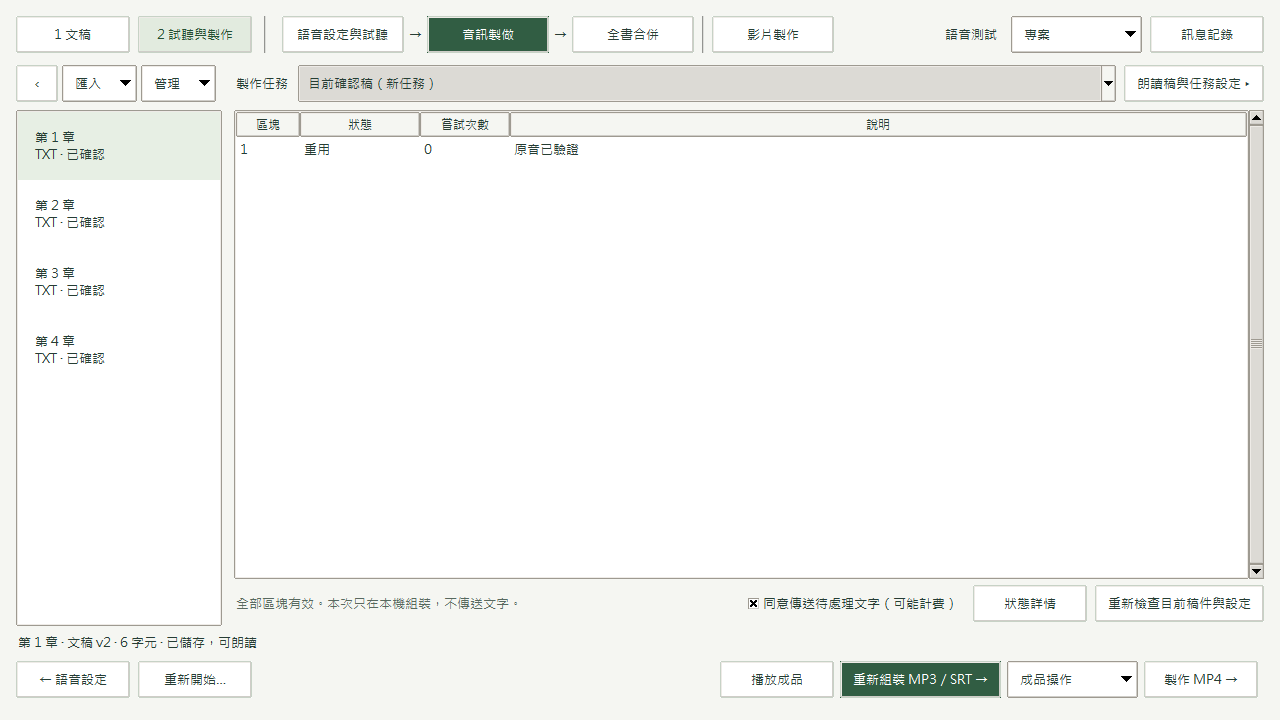 1 文稿
2 試聽與製作
語音設定與試聽
→
音訊製做
→
全書合併
影片製作
語音測試
專案
訊息記錄
‹
匯入
管理
製作任務
目前確認稿（新任務）
朗讀稿與任務設定 ▸
第 1 章
TXT · 已確認
第 2 章
TXT · 已確認
第 3 章
TXT · 已確認
第 4 章
TXT · 已確認
區塊 狀態 嘗試次數 說明
1 重用 0 原音已驗證
全部區塊有效。本次只在本機組裝，不傳送文字。
同意傳送待處理文字（可能計費）
狀態詳情
重新檢查目前稿件與設定
第 1 章 · 文稿 v2 · 6 字元 · 已儲存，可朗讀
← 語音設定
重新開始...
播放成品
重新組裝 MP3 / SRT →
成品操作
製作 MP4 →